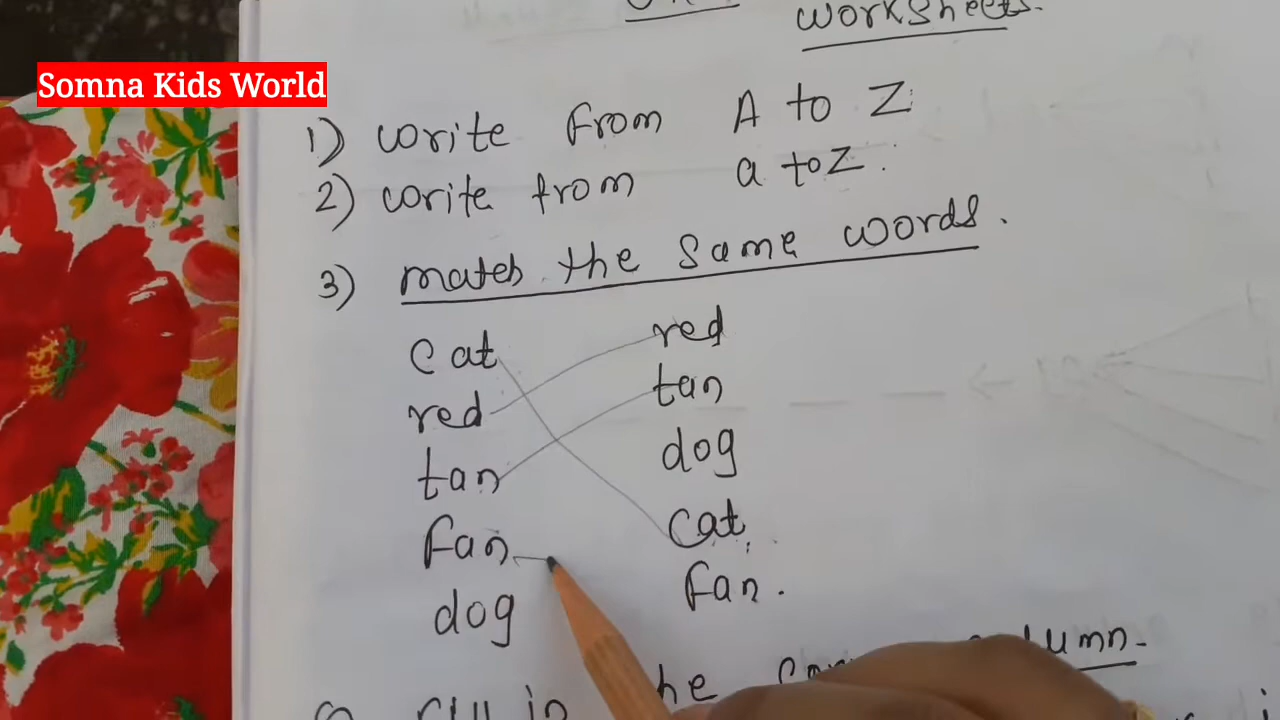 worksheets.
Somna Kids World
1) write from A to Z
2) write from a to z.
3) match the same words.
cat red
red tan
tan dog
fan cat
dog fan.